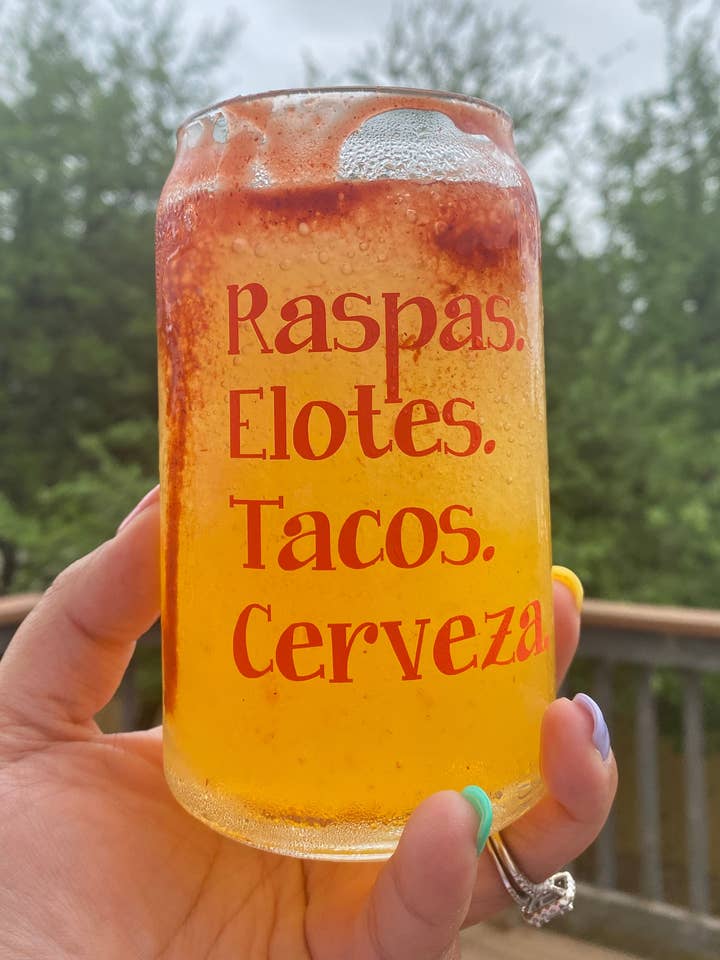 Raspas.
Elotes.
Tacos.
Cerveza.